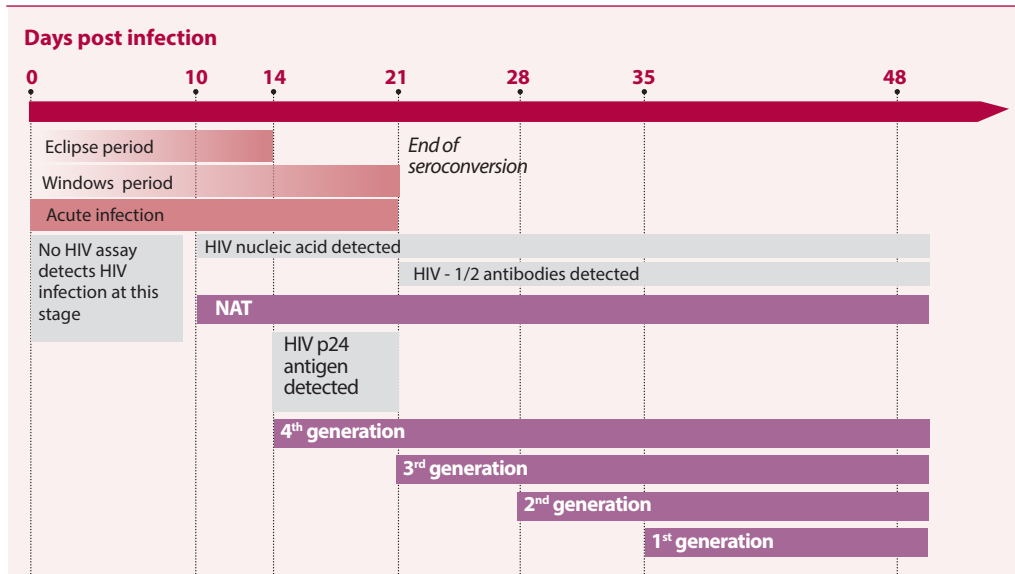 Days post infection
0 10 14 21 28 35 48
Eclipse period
End of
seroconversion
Windows period
Acute infection
No HIV assay
detects HIV
infection at this
stage
HIV nucleic acid detected
HIV - 1/2 antibodies detected
NAT
HIV p24
antigen
detected
4th generation
3rd generation
2nd generation
1st generation